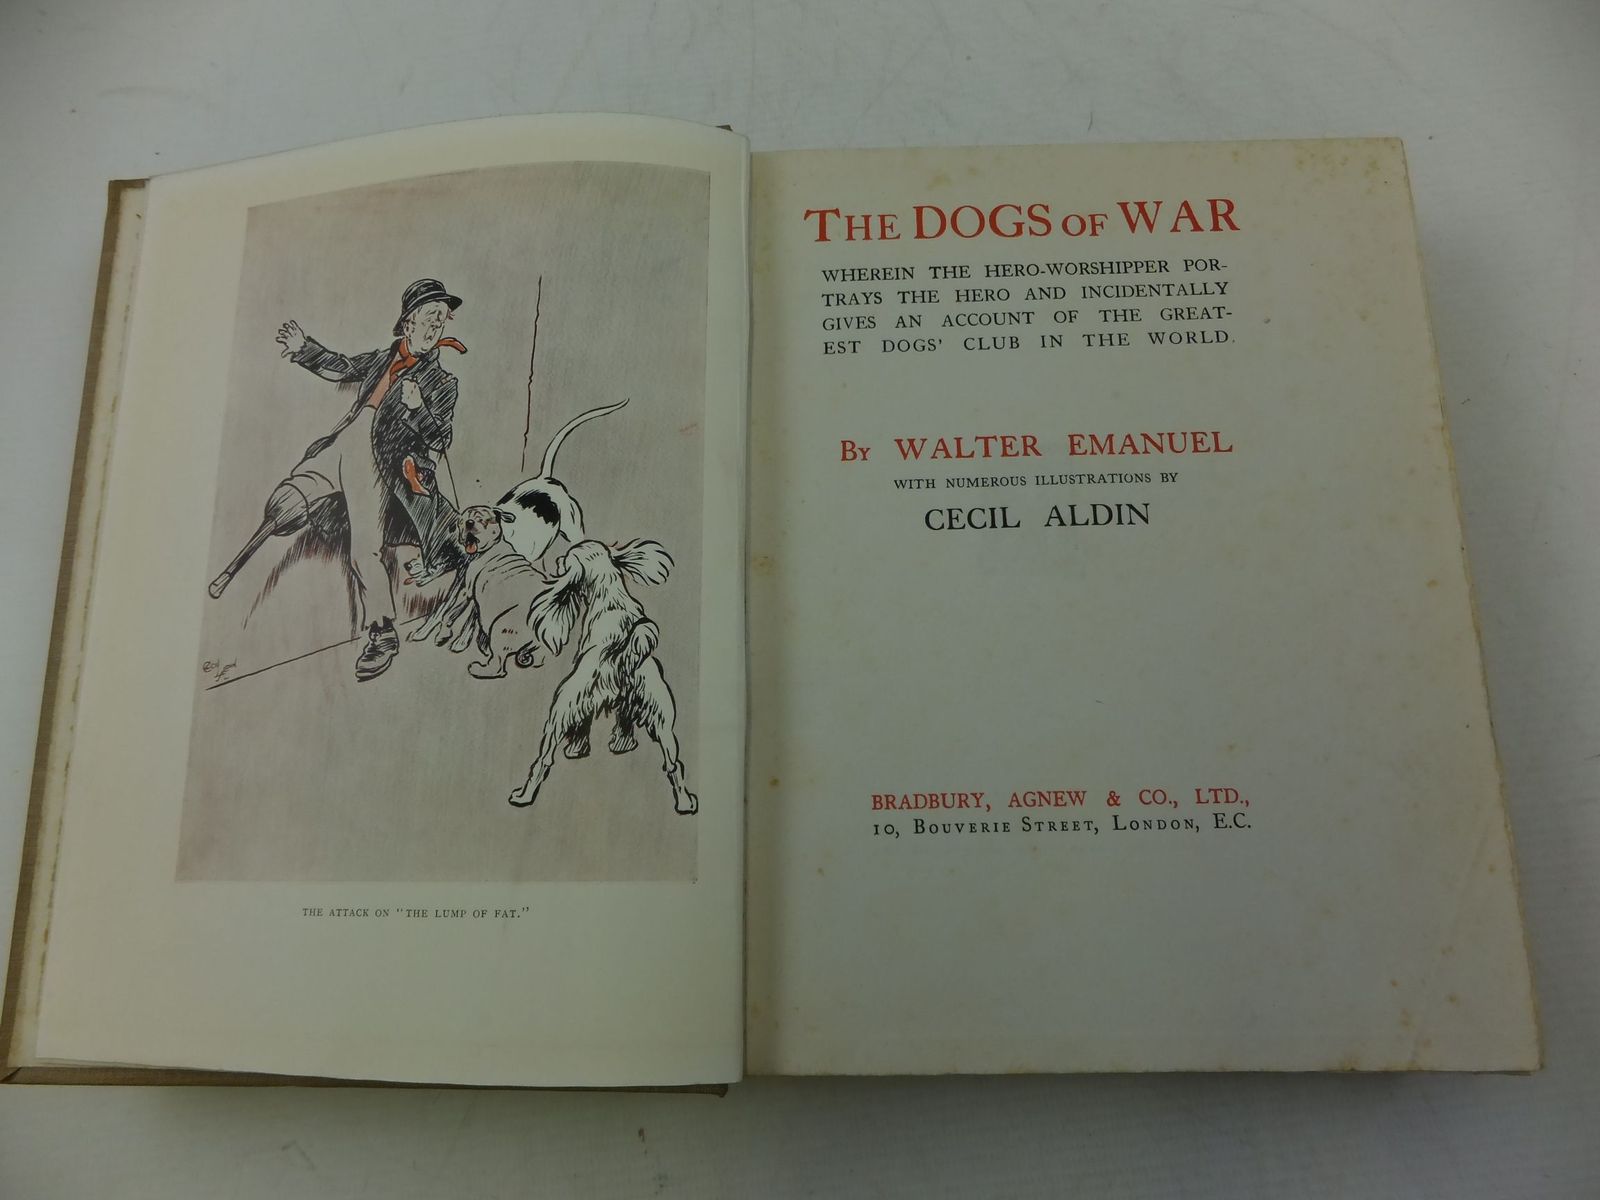 THE ATTACK ON "THE LUMP OF FAT."
THE DOGS OF WAR
WHEREIN THE HERO-WORSHIPPER POR-
TRAYS THE HERO AND INCIDENTALLY
GIVES AN ACCOUNT OF THE GREAT-
EST DOGS' CLUB IN THE WORLD.
BY WALTER EMANUEL
WITH NUMEROUS ILLUSTRATIONS BY
CECIL ALDIN
BRADBURY, AGNEW & CO., LTD.,
10, BOUVERIE STREET, LONDON, E.C.